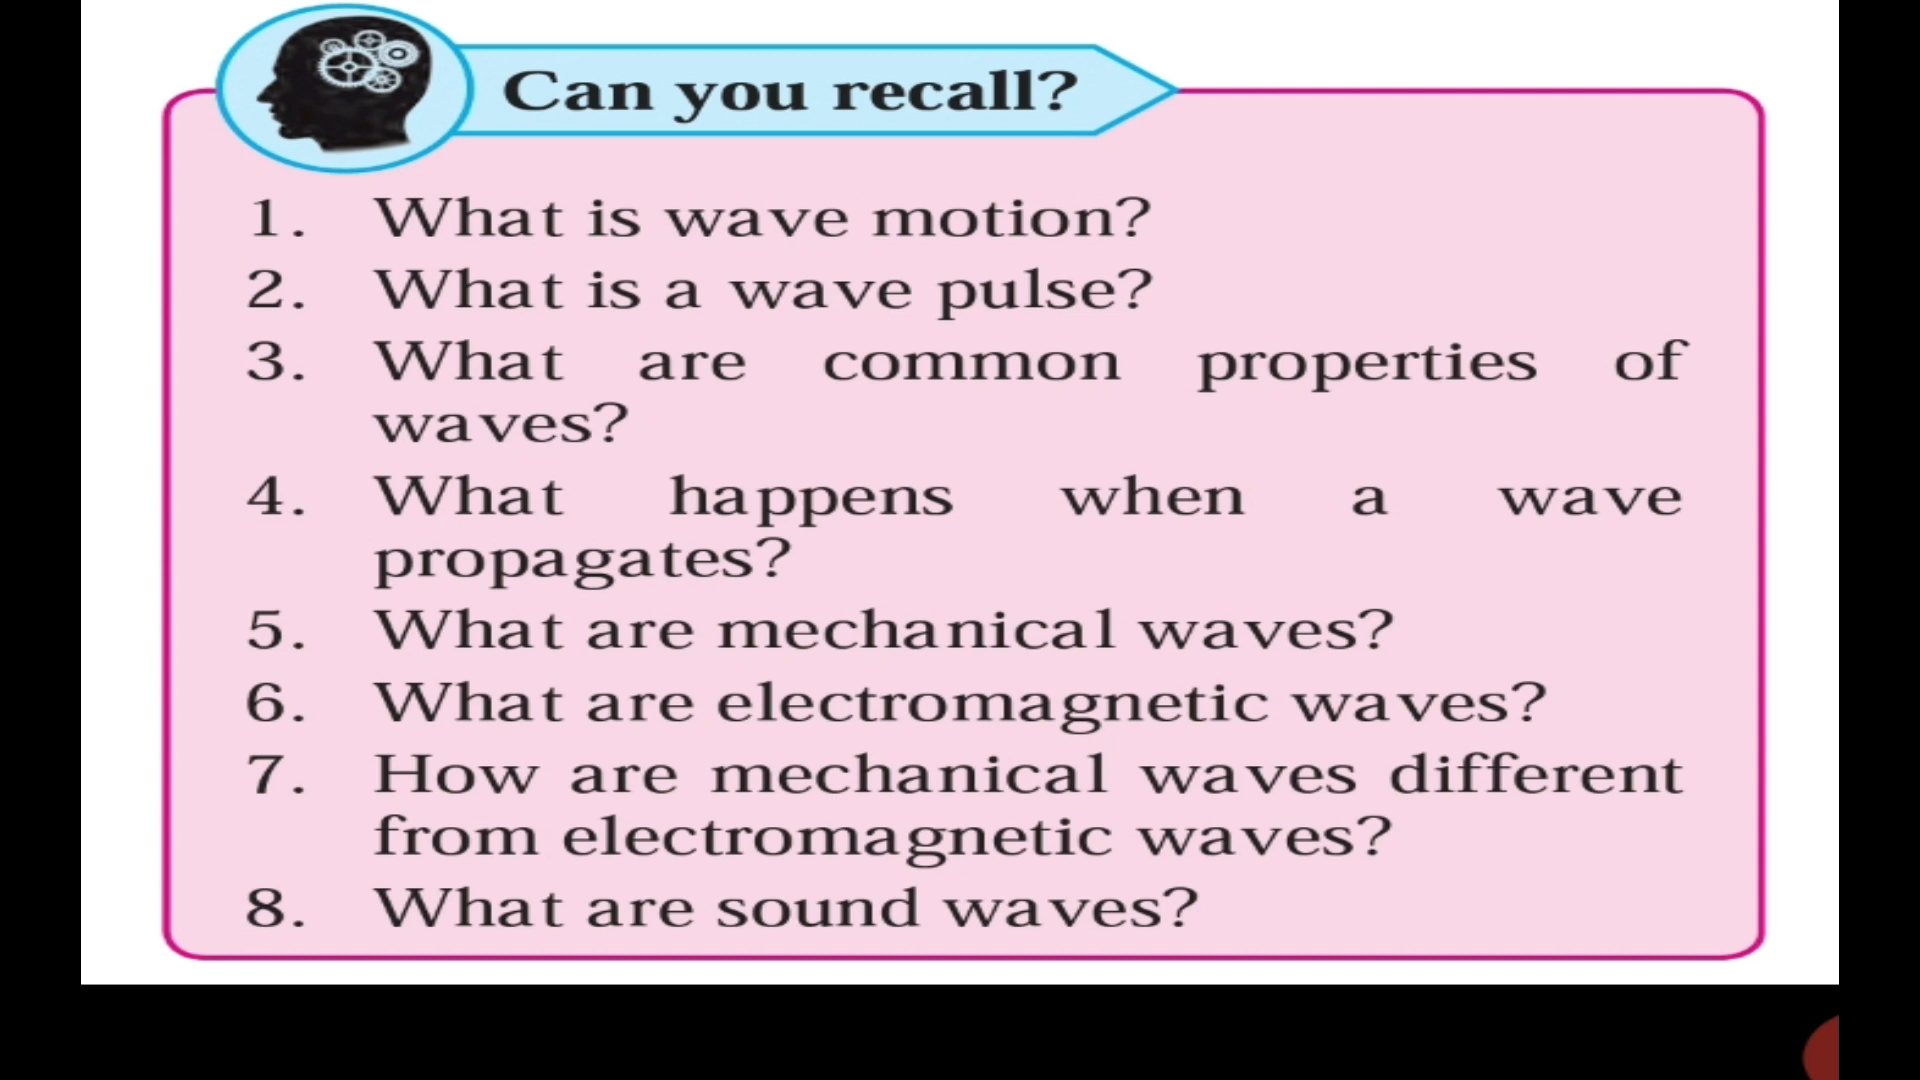 Can you recall?
1. What is wave motion?
2. What is a wave pulse?
3. What are common properties of
waves?
4. What happens when a wave
propagates?
5. What are mechanical waves?
6. What are electromagnetic waves?
7. How are mechanical waves different
from electromagnetic waves?
8. What are sound waves?